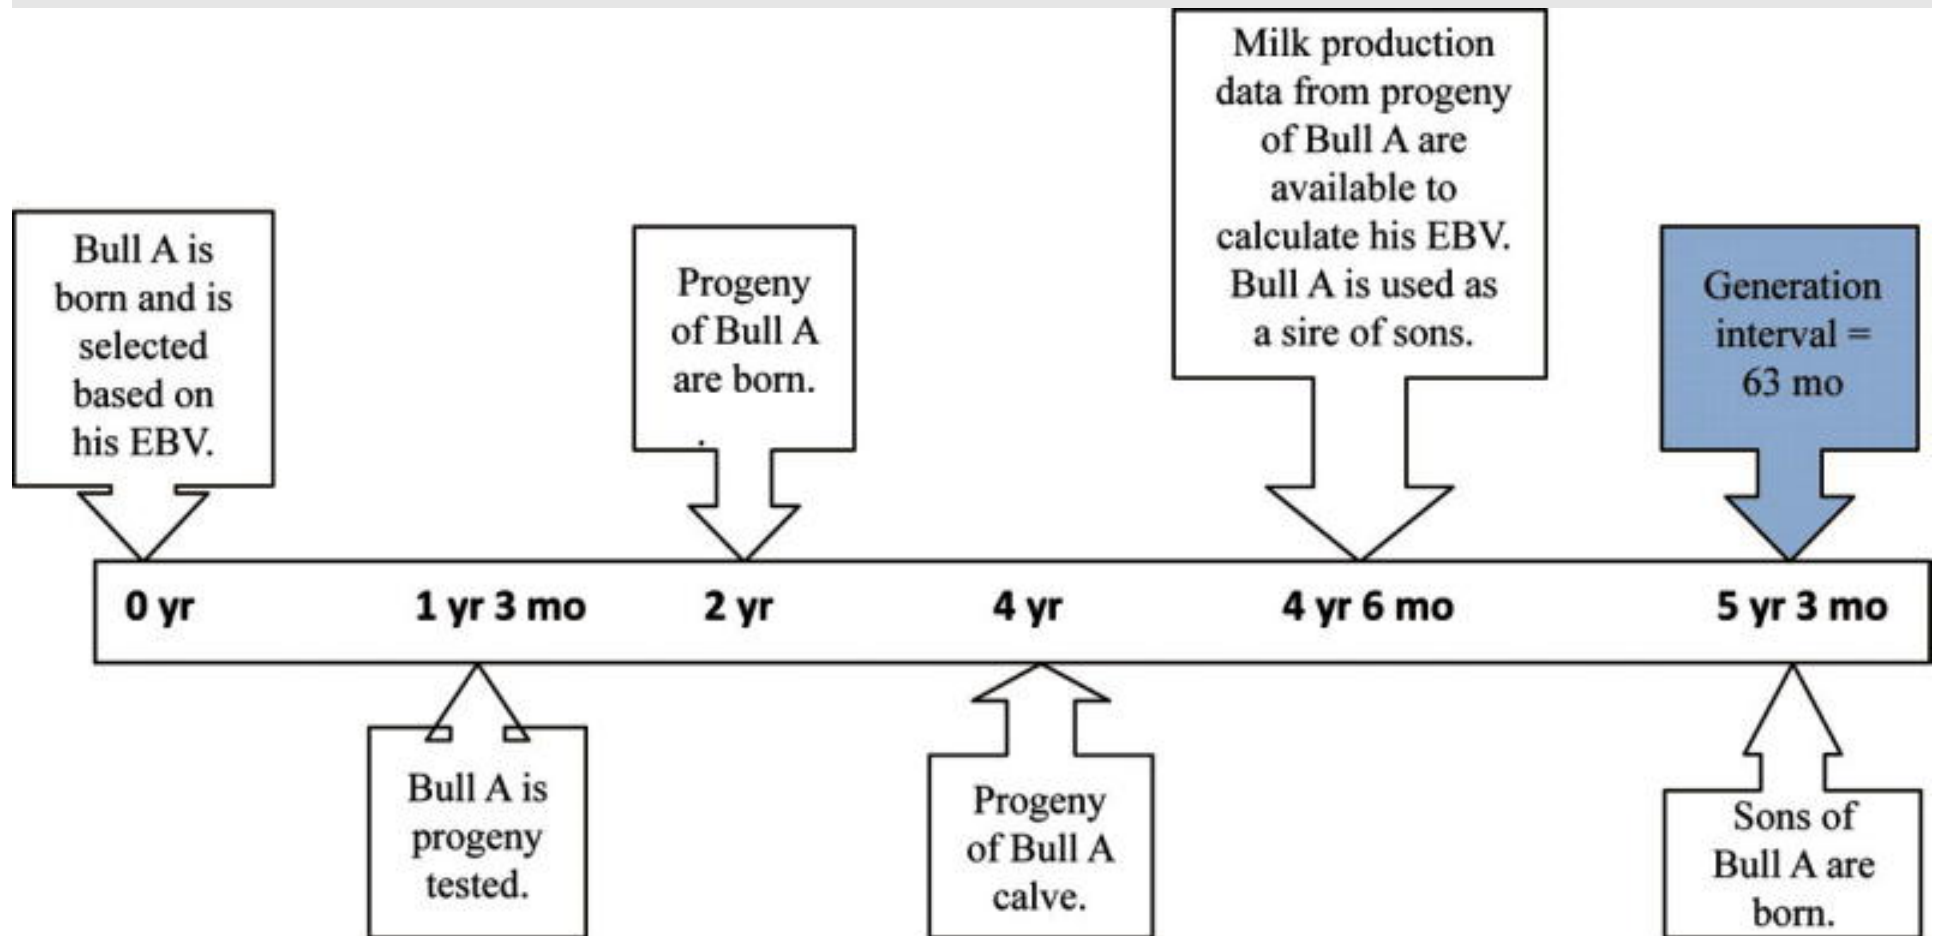 Bull A is
born and is
selected
based on
his EBV.
Progeny
of Bull A
are born.
Milk production
data from progeny
of Bull A are
available to
calculate his EBV.
Bull A is used as
a sire of sons.
Generation
interval =
63 mo
0 yr
1 yr 3 mo
2 yr
4 yr
4 yr 6 mo
5 yr 3 mo
Bull A is
progeny
tested.
Progeny
of Bull A
calve.
Sons of
Bull A are
born.